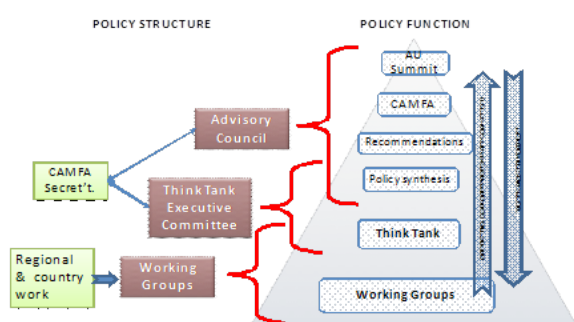 POLICY STRUCTURE
POLICY FUNCTION
AU
Summit
CAMFA
Advisory
Council
Recommendations
CAMFA
Secret't.
Policy synthesis
Think Tank
Executive
Committee
Think Tank
Regional
& country
work
Working
Groups
Working Groups